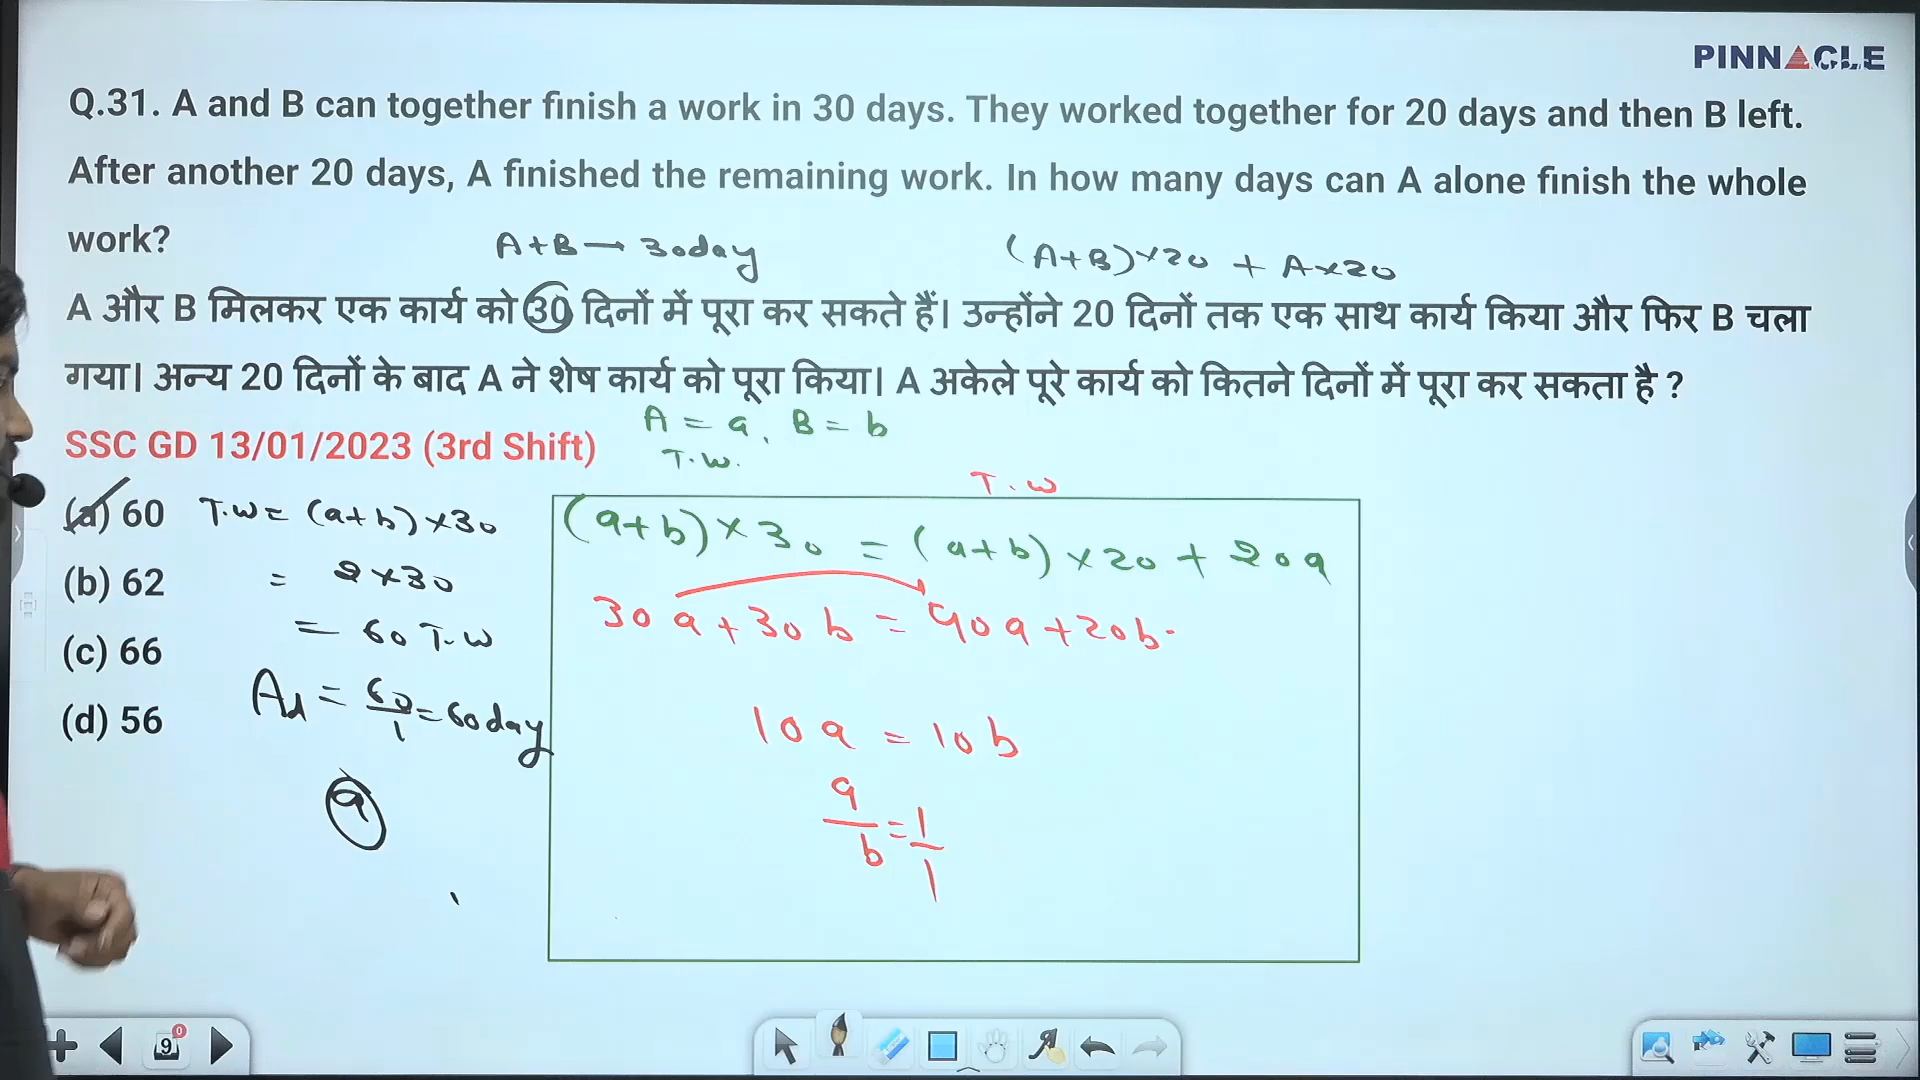 PINNACLE
Q.31. A and B can together finish a work in 30 days. They worked together for 20 days and then B left.
After another 20 days, A finished the remaining work. In how many days can A alone finish the whole
work?
A+B → 30day
(A+B)×20 + A×20
A और B मिलकर एक कार्य को 30 दिनों में पूरा कर सकते हैं। उन्होंने 20 दिनों तक एक साथ कार्य किया और फिर B चला
गया। अन्य 20 दिनों के बाद A ने शेष कार्य को पूरा किया। A अकेले पूरे कार्य को कितने दिनों में पूरा कर सकता है ?
A = a, B = b
SSC GD 13/01/2023 (3rd Shift)
T.W.
T.W
(a) 60
T.W = (a+b)×30
(a+b)×30 = (a+b)×20 + 20a
(b) 62
= 2×30
30a+30b = 40a+20b
= 60 T.W
(c) 66
A = 60/1 = 60day
(d) 56
10a = 10b
a/b = 1/1
a
9
0